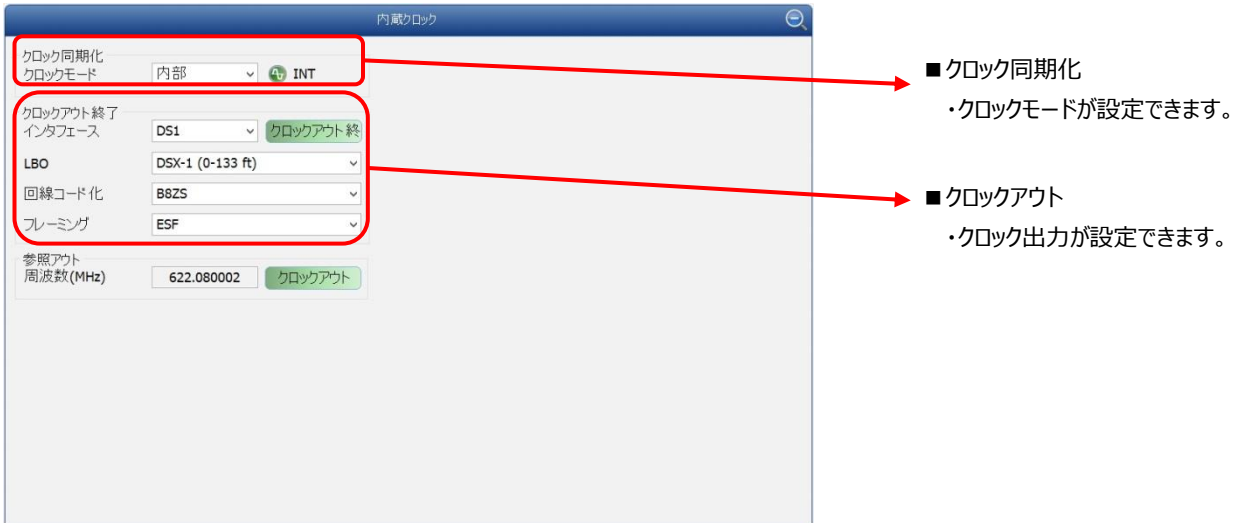 内蔵クロック
クロック同期化
クロックモード 内部 INT
クロックアウト終了
インタフェース DS1 クロックアウト終
LBO DSX-1 (0-133 ft)
回線コード化 B8ZS
フレーミング ESF
参照アウト
周波数(MHz) 622.080002 クロックアウト
■クロック同期化
・クロックモードが設定できます。
■クロックアウト
・クロック出力が設定できます。